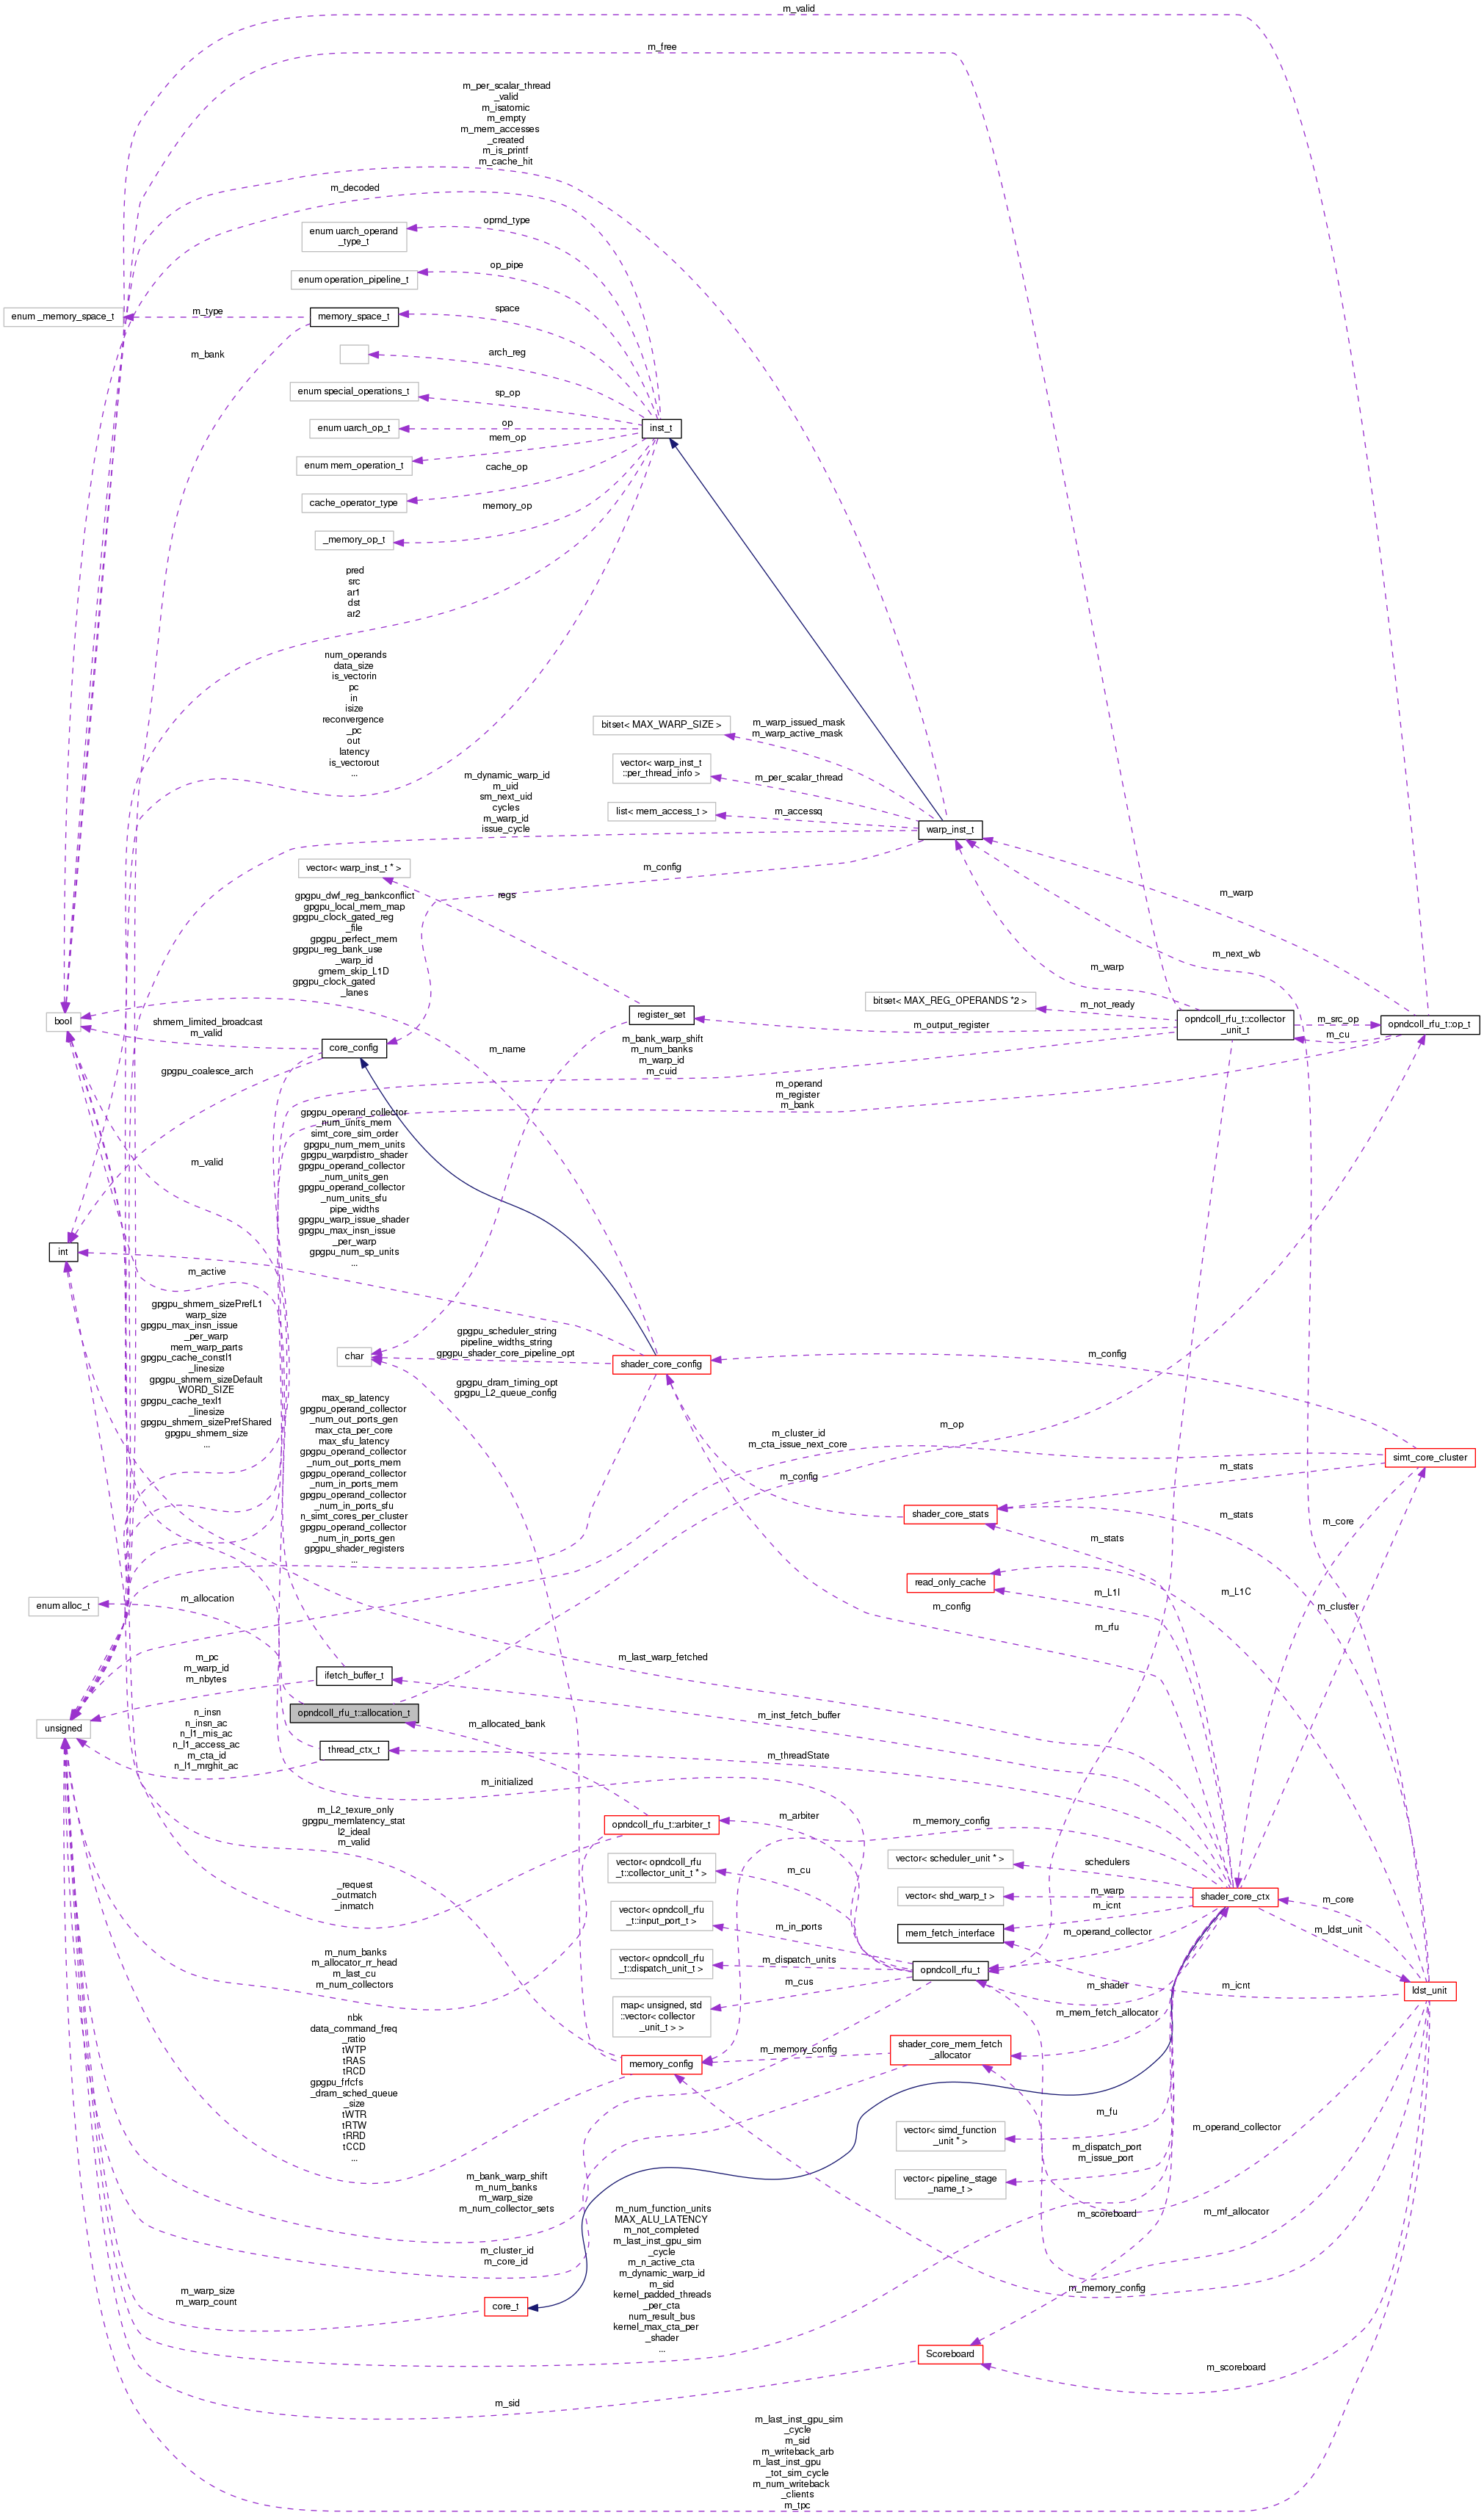 m_valid
m_free
m_per_scalar_thread
_valid
m_isatomic
m_empty
m_mem_accesses
_created
m_is_printf
m_cache_hit
m_decoded
enum uarch_operand
_type_t
oprnd_type
enum operation_pipeline_t
op_pipe
enum _memory_space_t
m_type
memory_space_t
space
m_bank
arch_reg
enum special_operations_t
sp_op
enum uarch_op_t
op
inst_t
enum mem_operation_t
mem_op
cache_operator_type
cache_op
_memory_op_t
memory_op
pred
src
ar1
dst
ar2
num_operands
data_size
is_vectorin
pc
in
isize
reconvergence
_pc
out
latency
is_vectorout
...
bitset< MAX_WARP_SIZE >
m_warp_issued_mask
m_warp_active_mask
vector< warp_inst_t
::per_thread_info >
m_per_scalar_thread
list< mem_access_t >
m_accessq
warp_inst_t
m_dynamic_warp_id
m_uid
sm_next_uid
cycles
m_warp_id
issue_cycle
vector< warp_inst_t * >
regs
m_config
m_warp
gpgpu_dwf_reg_bankconflict
gpgpu_local_mem_map
gpgpu_clock_gated_reg
_file
gpgpu_perfect_mem
gpgpu_reg_bank_use
_warp_id
gmem_skip_L1D
gpgpu_clock_gated
_lanes
m_next_wb
m_warp
bitset< MAX_REG_OPERANDS *2 >
m_not_ready
bool
shmem_limited_broadcast
m_valid
core_config
register_set
m_output_register
opndcoll_rfu_t::collector
_unit_t
m_src_op
m_cu
opndcoll_rfu_t::op_t
m_name
m_bank_warp_shift
m_num_banks
m_warp_id
m_cuid
gpgpu_coalesce_arch
m_operand
m_register
m_bank
gpgpu_operand_collector
_num_units_mem
simt_core_sim_order
gpgpu_num_mem_units
gpgpu_warpdistro_shader
gpgpu_operand_collector
_num_units_gen
gpgpu_operand_collector
_num_units_sfu
pipe_widths
gpgpu_warp_issue_shader
gpgpu_max_insn_issue
_per_warp
gpgpu_num_sp_units
...
m_valid
int
m_active
gpgpu_shmem_sizePrefL1
warp_size
gpgpu_max_insn_issue
_per_warp
mem_warp_parts
gpgpu_cache_constl1
_linesize
gpgpu_shmem_sizeDefault
WORD_SIZE
gpgpu_cache_texl1
_linesize
gpgpu_shmem_sizePrefShared
gpgpu_shmem_size
...
char
gpgpu_scheduler_string
pipeline_widths_string
gpgpu_shader_core_pipeline_opt
shader_core_config
m_config
gpgpu_dram_timing_opt
gpgpu_L2_queue_config
max_sp_latency
gpgpu_operand_collector
_num_out_ports_gen
max_cta_per_core
max_sfu_latency
gpgpu_operand_collector
_num_out_ports_mem
gpgpu_operand_collector
_num_in_ports_mem
gpgpu_operand_collector
_num_in_ports_sfu
n_simt_cores_per_cluster
gpgpu_operand_collector
_num_in_ports_gen
gpgpu_shader_registers
...
m_cluster_id
m_cta_issue_next_core
m_op
simt_core_cluster
m_stats
m_config
shader_core_stats
m_stats
m_stats
m_core
read_only_cache
m_L1I
m_L1C
m_cluster
m_config
m_rfu
enum alloc_t
m_allocation
m_last_warp_fetched
m_pc
m_warp_id
m_nbytes
ifetch_buffer_t
opndcoll_rfu_t::allocation_t
m_allocated_bank
m_inst_fetch_buffer
unsigned
n_insn
n_insn_ac
n_l1_mis_ac
n_l1_access_ac
m_cta_id
n_l1_mrghit_ac
thread_ctx_t
m_threadState
m_initialized
m_L2_texure_only
gpgpu_memlatency_stat
l2_ideal
m_valid
opndcoll_rfu_t::arbiter_t
m_arbiter
m_memory_config
vector< opndcoll_rfu
_t::collector_unit_t * >
m_cu
vector< scheduler_unit * >
schedulers
_request
_outmatch
_inmatch
vector< shd_warp_t >
m_warp
shader_core_ctx
m_core
vector< opndcoll_rfu
_t::input_port_t >
m_in_ports
mem_fetch_interface
m_icnt
m_operand_collector
m_ldst_unit
m_num_banks
m_allocator_rr_head
m_last_cu
m_num_collectors
vector< opndcoll_rfu
_t::dispatch_unit_t >
m_dispatch_units
opndcoll_rfu_t
m_shader
m_icnt
ldst_unit
map< unsigned, std
::vector< collector
_unit_t > >
m_cus
m_mem_fetch_allocator
nbk
data_command_freq
_ratio
tWTP
tRAS
tRCD
gpgpu_frfcfs
_dram_sched_queue
_size
tWTR
tRTW
tRRD
tCCD
...
memory_config
m_memory_config
shader_core_mem_fetch
_allocator
vector< simd_function
_unit * >
m_fu
m_operand_collector
vector< pipeline_stage
_name_t >
m_dispatch_port
m_issue_port
m_bank_warp_shift
m_num_banks
m_warp_size
m_num_collector_sets
m_scoreboard
m_mf_allocator
m_num_function_units
MAX_ALU_LATENCY
m_not_completed
m_last_inst_gpu_sim
_cycle
m_n_active_cta
m_dynamic_warp_id
m_sid
kernel_padded_threads
_per_cta
num_result_bus
kernel_max_cta_per
_shader
...
m_cluster_id
m_core_id
m_memory_config
m_warp_size
m_warp_count
core_t
Scoreboard
m_scoreboard
m_sid
m_last_inst_gpu_sim
_cycle
m_sid
m_writeback_arb
m_last_inst_gpu
_tot_sim_cycle
m_num_writeback
_clients
m_tpc